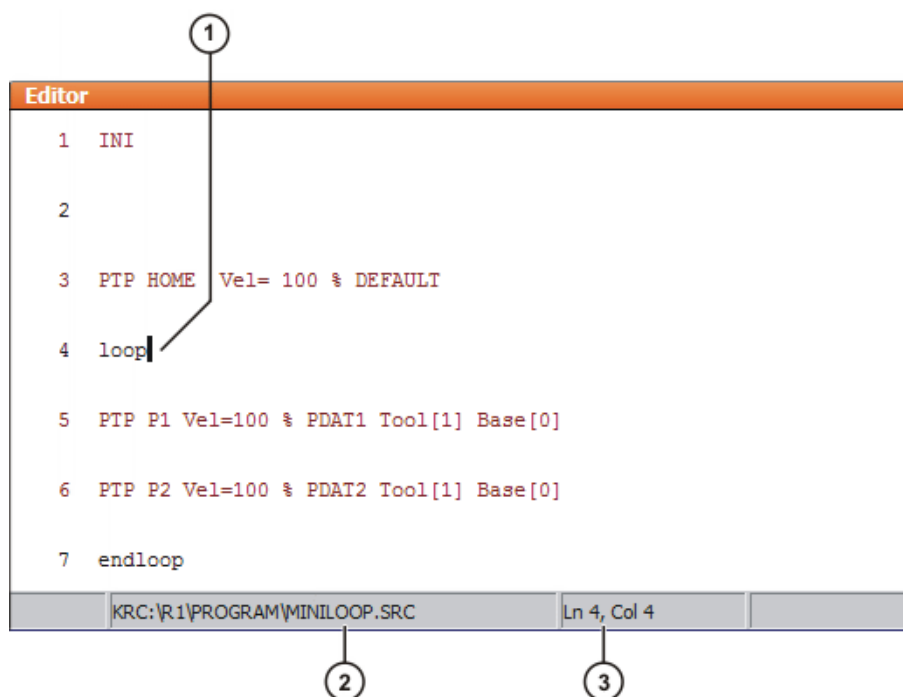 1
Editor
1 INI
2
3 PTP HOME Vel= 100 % DEFAULT
4 loop
5 PTP P1 Vel=100 % PDAT1 Tool[1] Base[0]
6 PTP P2 Vel=100 % PDAT2 Tool[1] Base[0]
7 endloop
KRC:\R1\PROGRAM\MINILOOP.SRC Ln 4, Col 4
2 3